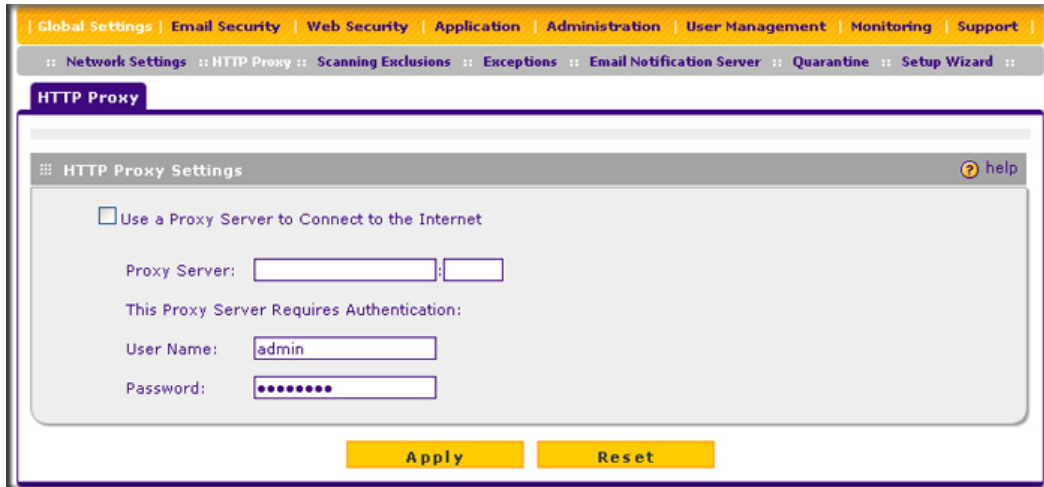 | Global Settings | Email Security | Web Security | Application | Administration | User Management | Monitoring | Support |
:: Network Settings :: HTTP Proxy :: Scanning Exclusions :: Exceptions :: Email Notification Server :: Quarantine :: Setup Wizard ::
HTTP Proxy
HTTP Proxy Settings
? help
Use a Proxy Server to Connect to the Internet
Proxy Server: :
This Proxy Server Requires Authentication:
User Name: admin
Password: ••••••••
Apply Reset